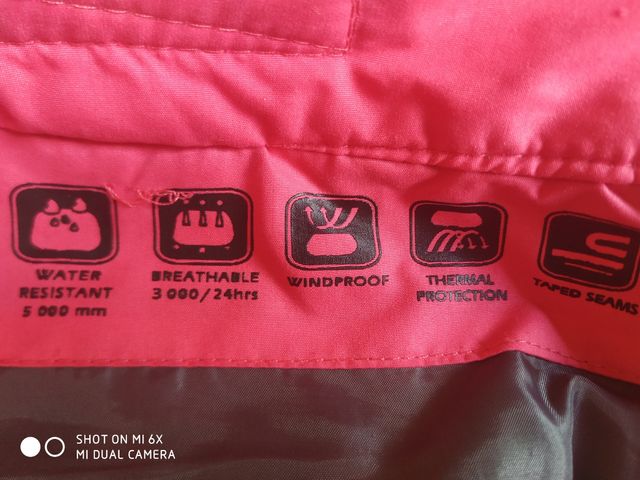 WATER
RESISTANT
5 000 mm
BREATHABLE
3 000/24hrs
WINDPROOF
THERMAL
PROTECTION
TAPED SEAMS
SHOT ON MI 6X
MI DUAL CAMERA